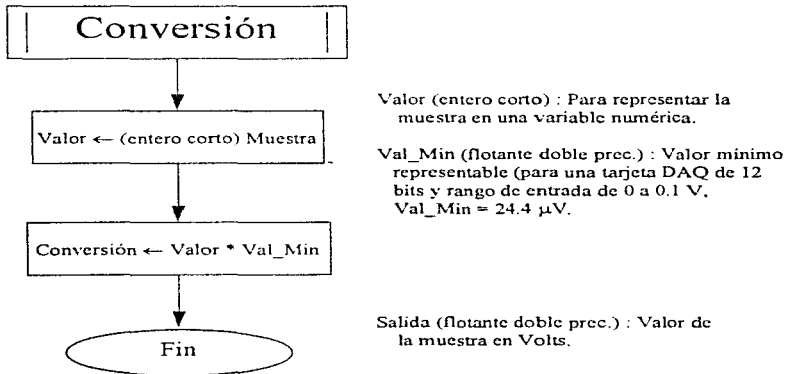 Conversión
Valor ← (entero corto) Muestra
Conversión ← Valor * Val_Min
Fin
Valor (entero corto) : Para representar la
muestra en una variable numérica.
Val_Min (flotante doble prec.) : Valor mínimo
representable (para una tarjeta DAQ de 12
bits y rango de entrada de 0 a 0.1 V,
Val_Min = 24.4 µV.
Salida (flotante doble prec.) : Valor de
la muestra en Volts.